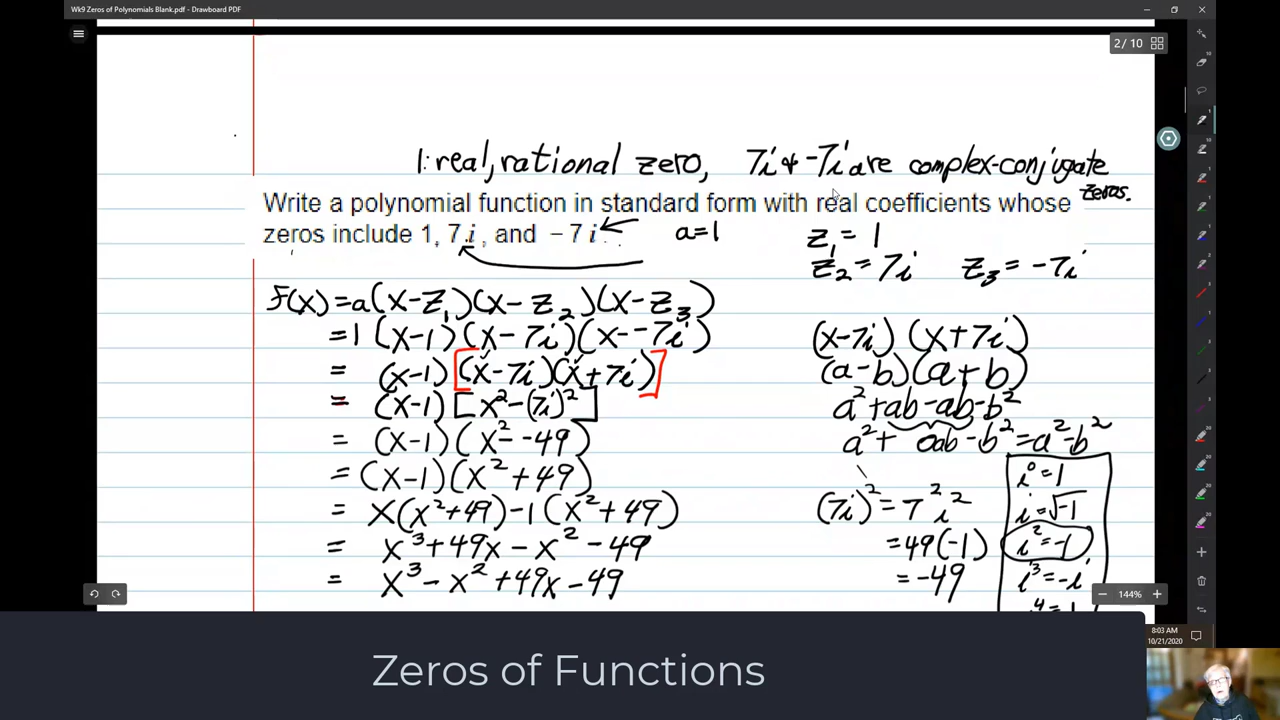 Wk9 Zeros of Polynomials Blank.pdf - Drawboard PDF
2 / 10
1: real, rational zero, 7i & -7i are complex-conjugate zeros.
Write a polynomial function in standard form with real coefficients whose
zeros include 1, 7 i, and - 7 i.
a=1
z₁ = 1
z₂ = 7i z₃ = -7i
f(x) = a(x-z₁)(x-z₂)(x-z₃)
= 1 (x-1)(x-7i)(x--7i)
= (x-1)[(x-7i)(x+7i)]
= (x-1)[x²-(7i)²]
= (x-1)(x²--49)
= (x-1)(x²+49)
= x(x²+49)-1(x²+49)
= x³+49x-x²-49
= x³-x²+49x-49
(x-7i)(x+7i)
(a-b)(a+b)
a²+ab-ab-b²
a²+ 0ab-b²=a²-b²
(7i)²=7²i²
=49(-1)
=-49
i⁰=1
i=√-1
i²=-1
i³=-i
144%
8:03 AM
10/21/2020
Zeros of Functions